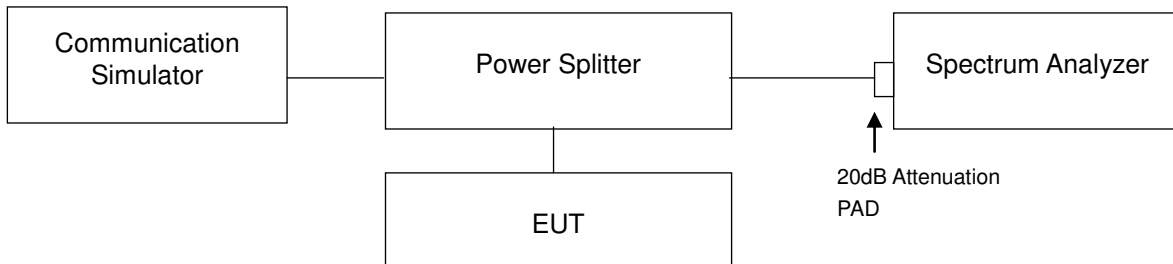 Communication
Simulator
Power Splitter
Spectrum Analyzer
20dB Attenuation
PAD
EUT